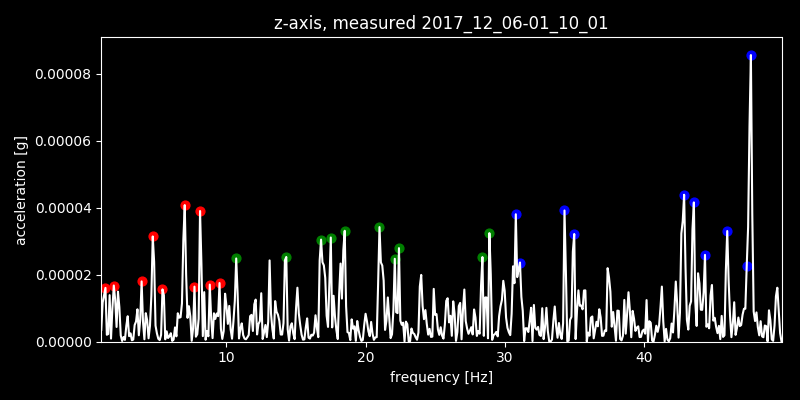 z-axis, measured 2017_12_06-01_10_01
0.00008
0.00006
0.00004
0.00002
0.00000
acceleration [g]
10 20 30 40
frequency [Hz]